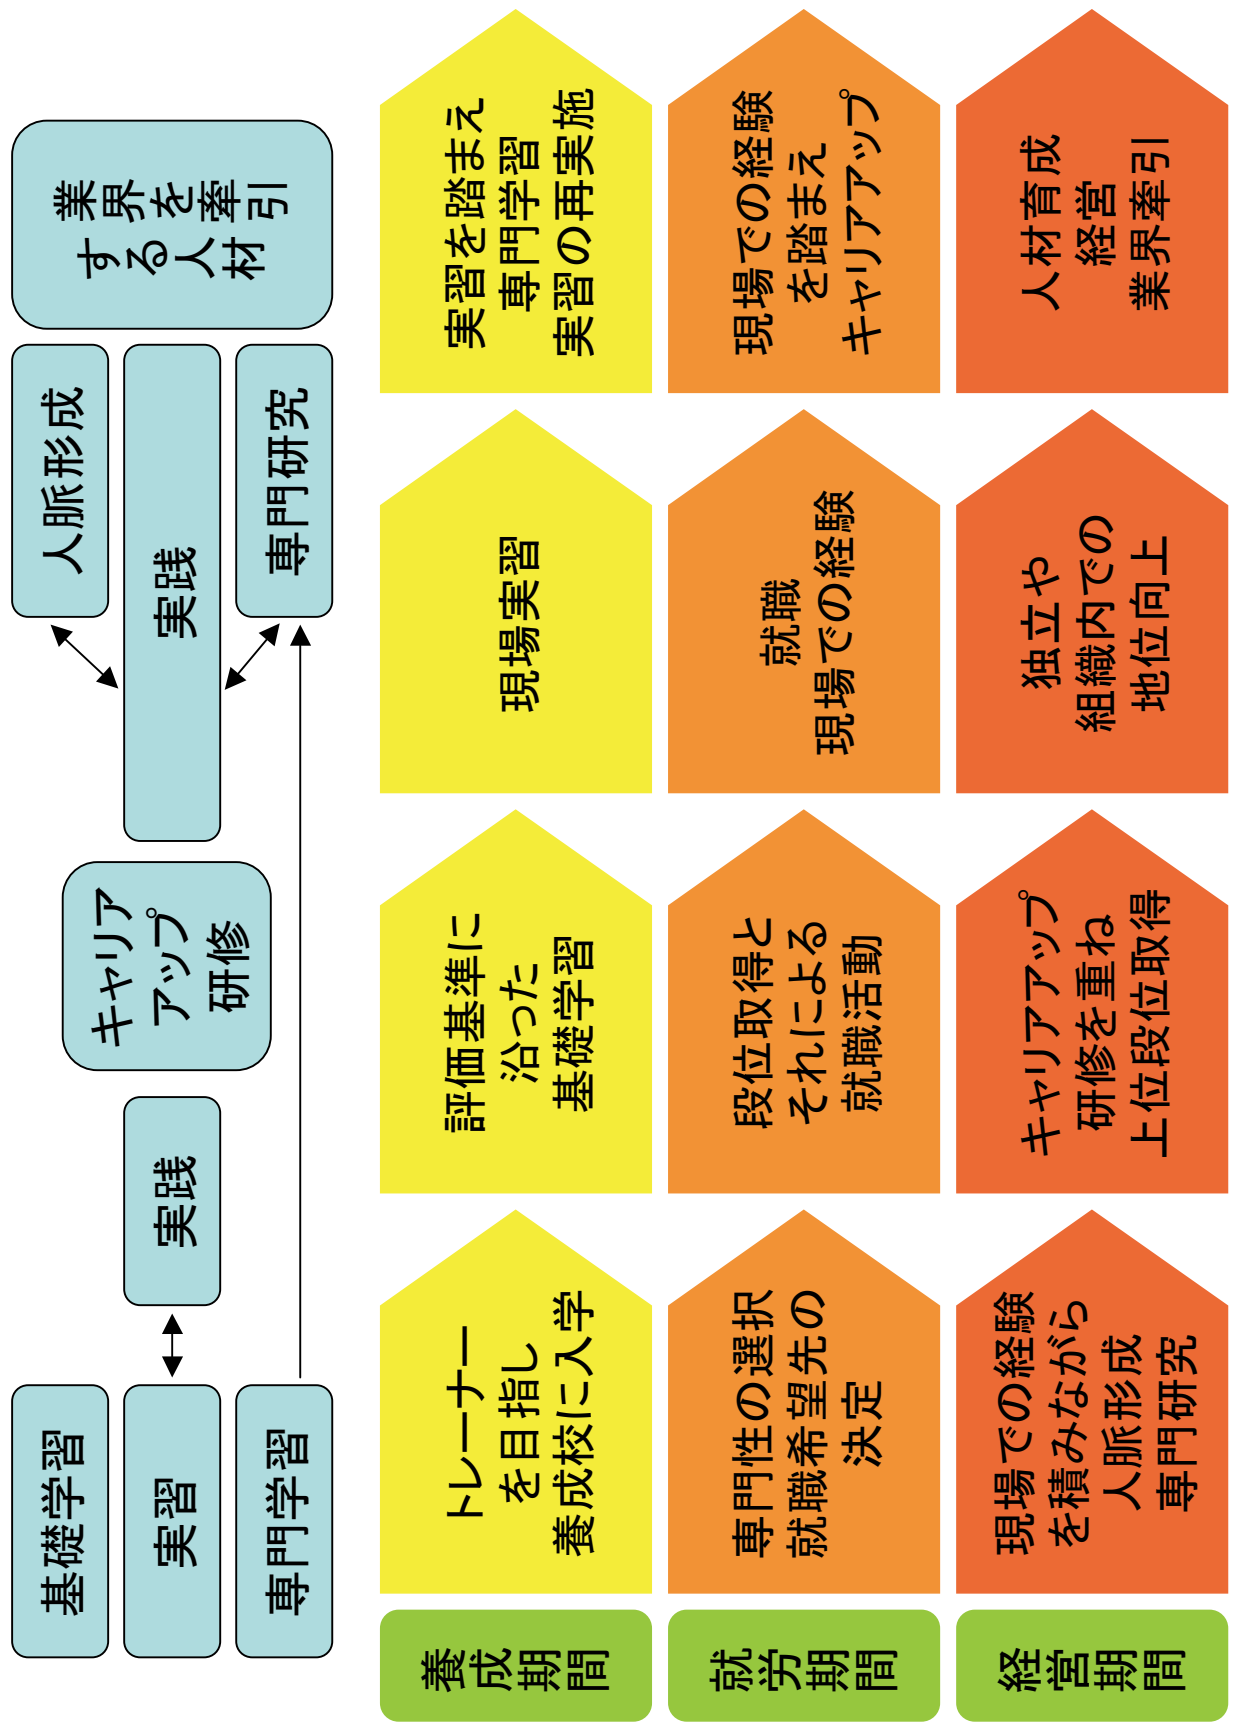 基礎学習
実習
専門学習
実践
キャリア
アップ
研修
人脈形成
実践
専門研究
業界を牽引
する人材
養成期間
トレーナー
を目指し
養成校に入学
評価基準に
沿った
基礎学習
現場実習
実習を踏まえ
専門学習
実習の再実施
就労期間
専門性の選択
就職希望先の
決定
段位取得と
それによる
就職活動
就職
現場での経験
現場での経験
を踏まえ
キャリアアップ
経営期間
現場での経験
を積みながら
人脈形成
専門研究
キャリアアップ
研修を重ね
上位段位取得
独立や
組織内での
地位向上
人材育成
経営
業界牽引